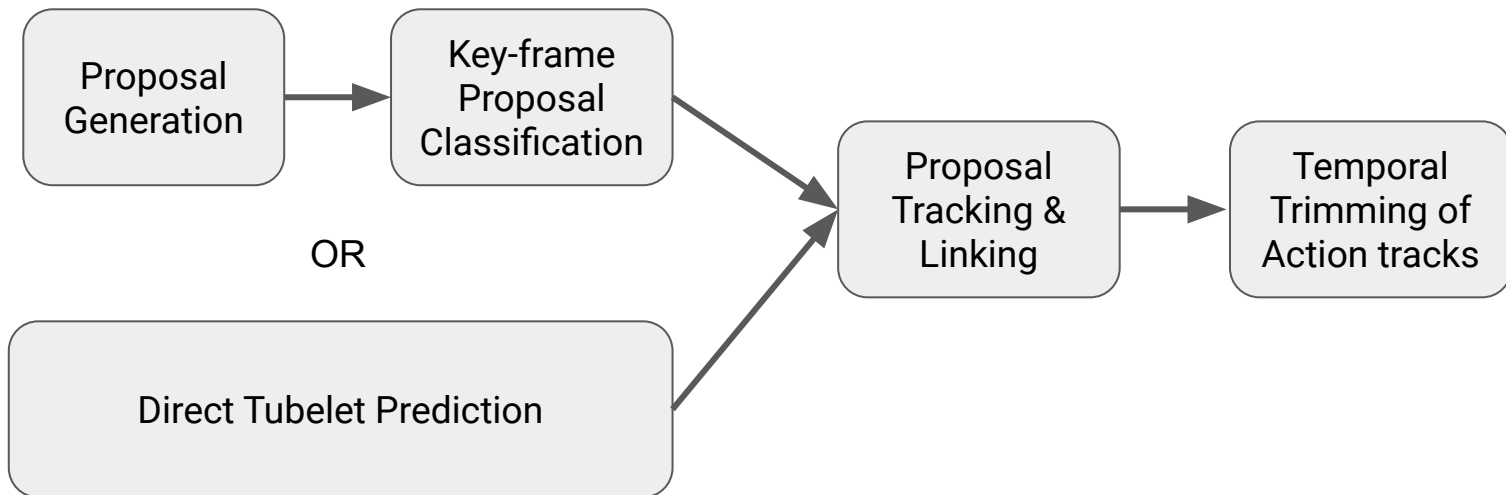 Proposal
Generation
Key-frame
Proposal
Classification
OR
Direct Tubelet Prediction
Proposal
Tracking &
Linking
Temporal
Trimming of
Action tracks